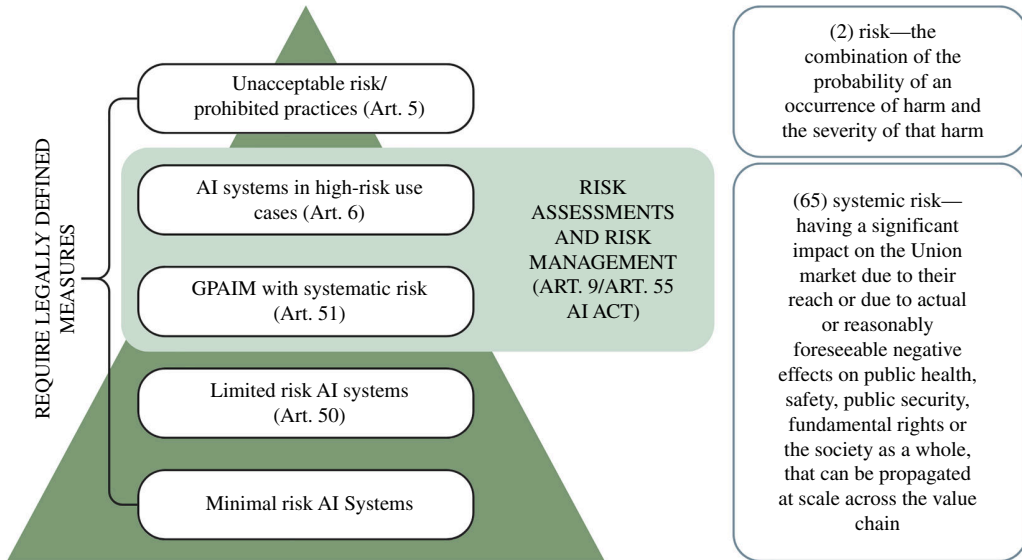 REQUIRE LEGALLY DEFINED
MEASURES
Unacceptable risk/
prohibited practices (Art. 5)
AI systems in high-risk use
cases (Art. 6)
GPAIM with systematic risk
(Art. 51)
Limited risk AI systems
(Art. 50)
Minimal risk AI Systems
RISK
ASSESSMENTS
AND RISK
MANAGEMENT
(ART. 9/ART. 55
AI ACT)
(2) risk—the
combination of the
probability of an
occurrence of harm and
the severity of that harm
(65) systemic risk—
having a significant
impact on the Union
market due to their
reach or due to actual
or reasonably
foreseeable negative
effects on public health,
safety, public security,
fundamental rights or
the society as a whole,
that can be propagated
at scale across the value
chain